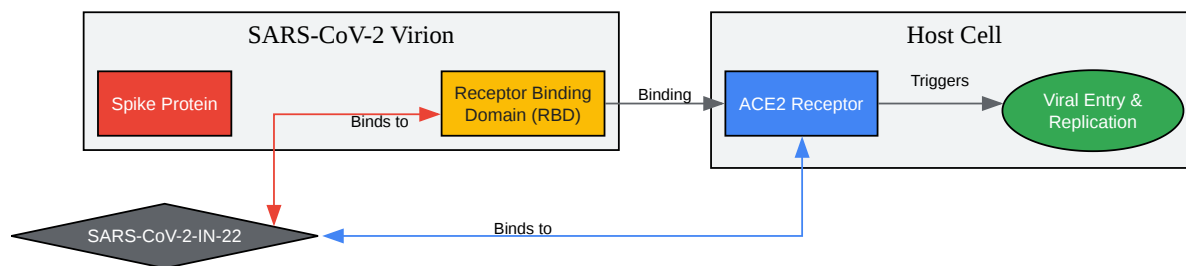 SARS-CoV-2 Virion
Host Cell
Spike Protein
Receptor Binding
Domain (RBD)
Binds to
Binding
ACE2 Receptor
Triggers
Viral Entry &
Replication
SARS-CoV-2-IN-22
Binds to